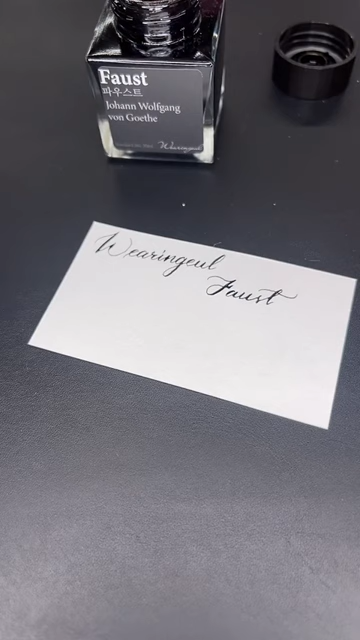 Faust
파우스트
Johann Wolfgang
von Goethe
Wearingeul
Wearingeul
Faust